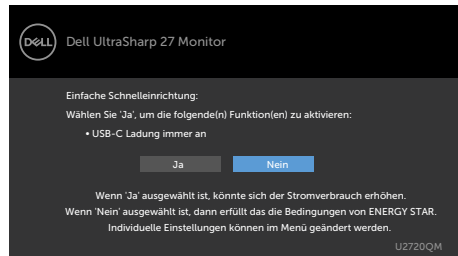 DELL
Dell UltraSharp 27 Monitor
Einfache Schnelleinrichtung:
Wählen Sie 'Ja', um die folgende(n) Funktion(en) zu aktivieren:
• USB-C Ladung immer an
Ja Nein
Wenn 'Ja' ausgewählt ist, könnte sich der Stromverbrauch erhöhen.
Wenn 'Nein' ausgewählt ist, dann erfüllt das die Bedingungen von ENERGY STAR.
Individuelle Einstellungen können im Menü geändert werden.
U2720QM